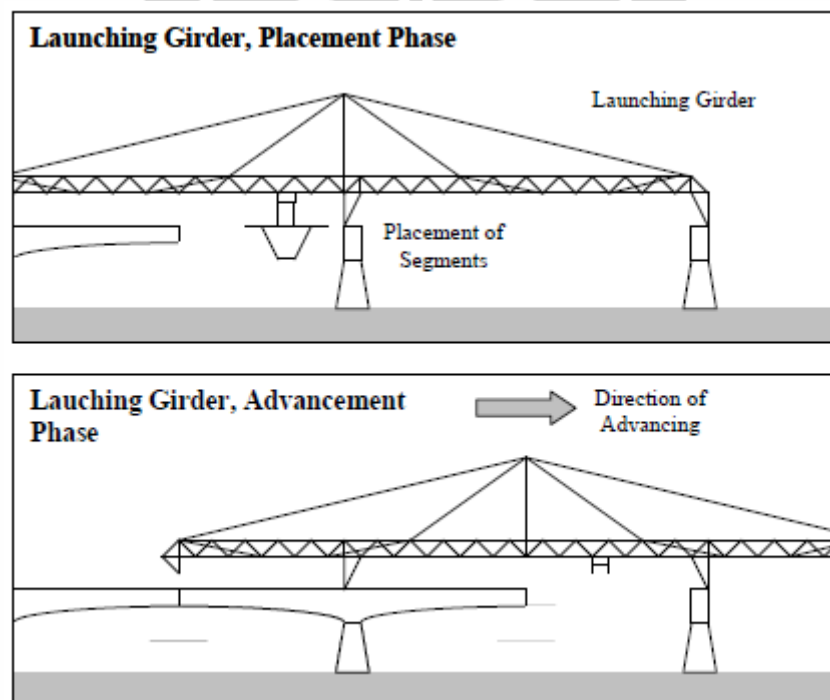 Launching Girder, Placement Phase
Launching Girder
Placement of
Segments
Lauching Girder, Advancement
Phase
Direction of
Advancing